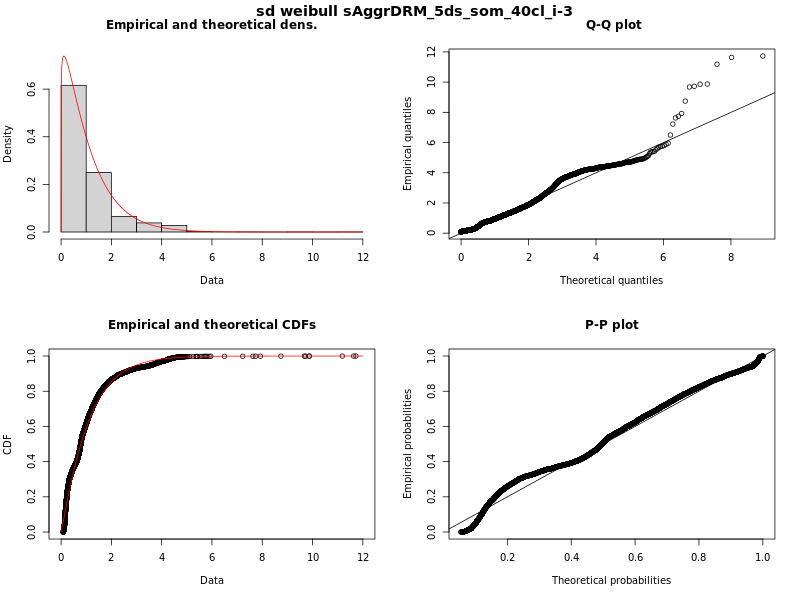 sd weibull sAggrDRM_5ds_som_40cl_i-3
Empirical and theoretical dens.
Density
0.0 0.2 0.4 0.6
0 2 4 6 8 10 12
Data
Q-Q plot
Empirical quantiles
0 2 4 6 8 10 12
0 2 4 6 8
Theoretical quantiles
Empirical and theoretical CDFs
CDF
0.0 0.2 0.4 0.6 0.8 1.0
0 2 4 6 8 10 12
Data
P-P plot
Empirical probabilities
0.0 0.2 0.4 0.6 0.8 1.0
0.2 0.4 0.6 0.8 1.0
Theoretical probabilities